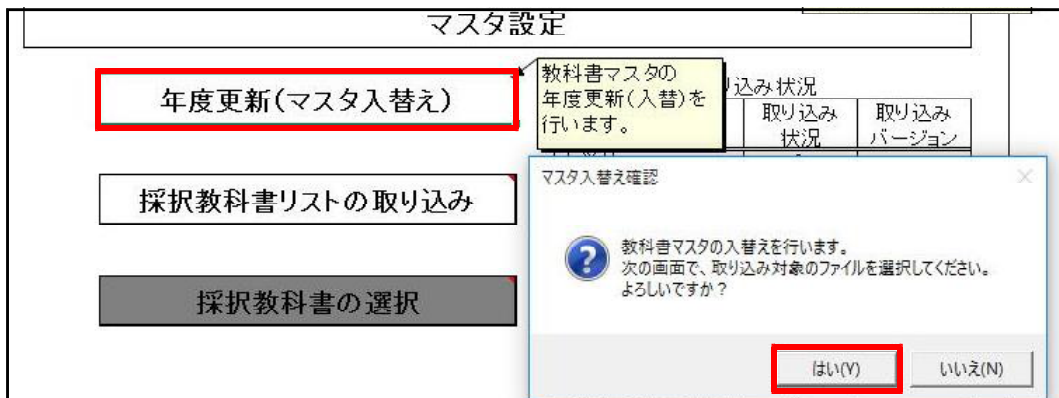 マスタ設定
年度更新(マスタ入替え)
教科書マスタの
年度更新(入替)を
行います。
り込み状況
取り込み
状況
取り込み
バージョン
採択教科書リストの取り込み
採択教科書の選択
マスタ入替え確認
教科書マスタの入替えを行います。
次の画面で、取り込み対象のファイルを選択してください。
よろしいですか？
はい(Y)
いいえ(N)